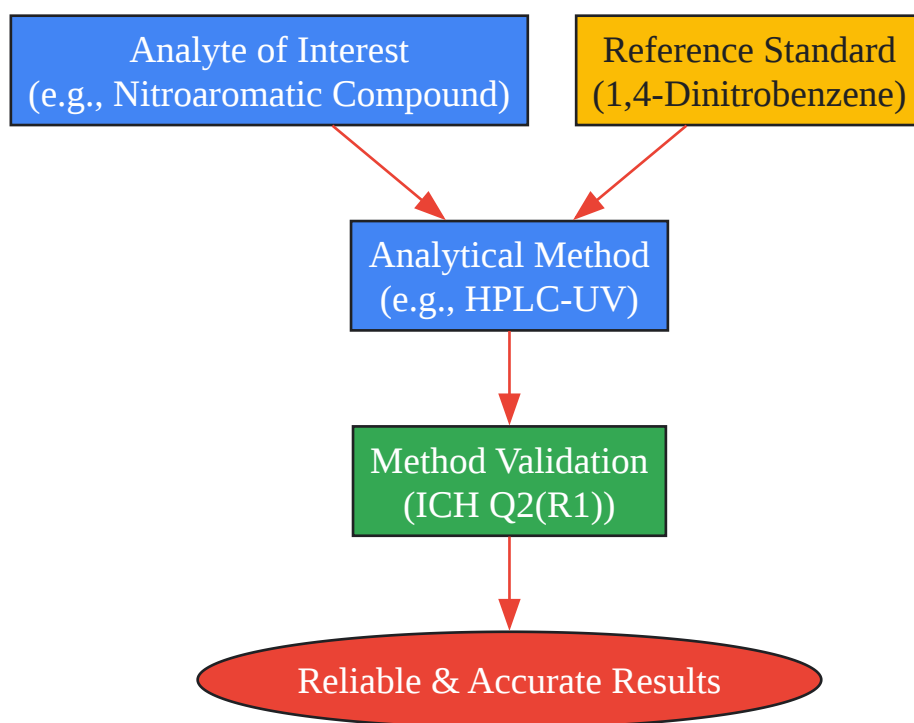 Analyte of Interest
(e.g., Nitroaromatic Compound)
Reference Standard
(1,4-Dinitrobenzene)
Analytical Method
(e.g., HPLC-UV)
Method Validation
(ICH Q2(R1))
Reliable & Accurate Results